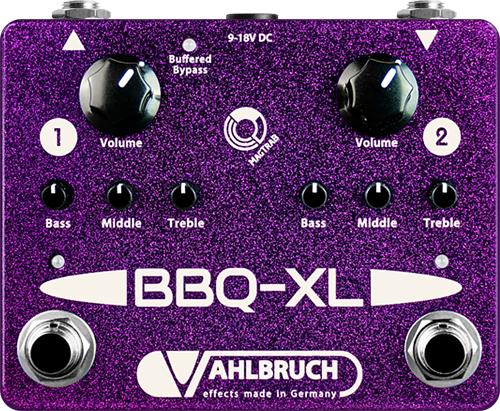 9-18V DC
Buffered
Bypass
1
Volume
MAGTRAB
Volume
2
Bass Middle Treble
Bass Middle Treble
BBQ-XL
VAHLBRUCH
effects made in Germany